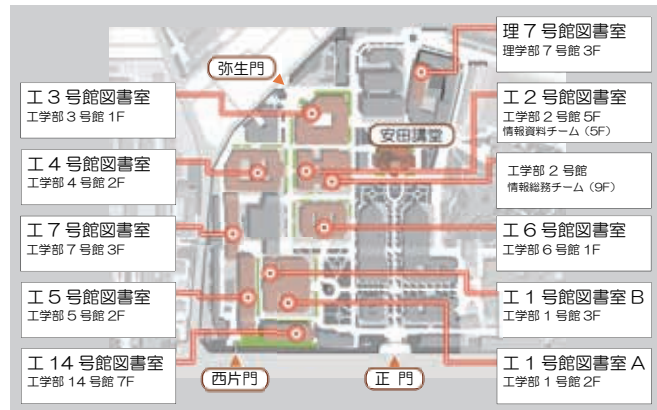 弥生門
安田講堂
西片門
正 門
工3号館図書室
工学部3号館 1F
工4号館図書室
工学部4号館 2F
工7号館図書室
工学部7号館 3F
工5号館図書室
工学部5号館 2F
工14号館図書室
工学部14号館 7F
理7号館図書室
理学部7号館 3F
工2号館図書室
工学部2号館 5F
情報資料チーム（5F）
工学部2号館
情報総務チーム（9F）
工6号館図書室
工学部6号館 1F
工1号館図書室B
工学部1号館 3F
工1号館図書室A
工学部1号館 2F